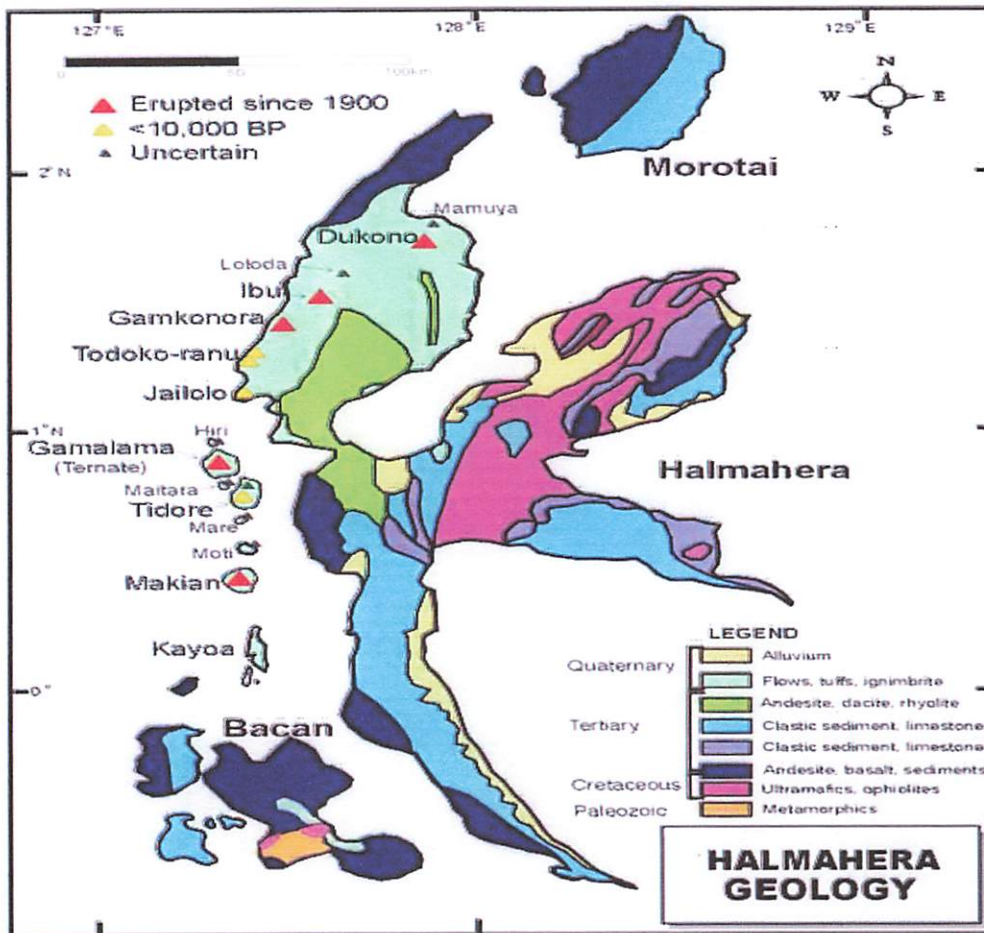 127°E
128°E
129°E
0
50
100km
N
W
E
S
Erupted since 1900
<10,000 BP
Uncertain
Morotai
2°N
Mamuya
Dukono
Loloda
Ibu
Gamkonora
Todoko-ranu
Jailolo
1°N
Hiri
Gamalama
(Ternate)
Halmahera
Maitara
Tidore
Mare
Moti
Makian
Kayoa
0°
Bacan
LEGEND
Quaternary
Alluvium
Flows, tuffs, ignimbrite
Andesite, dacite, rhyolite
Tertiary
Clastic sediment, limestone
Clastic sediment, limestone
Andesite, basalt, sediments
Cretaceous
Ultramafics, ophiolites
Paleozoic
Metamorphics
HALMAHERA
GEOLOGY